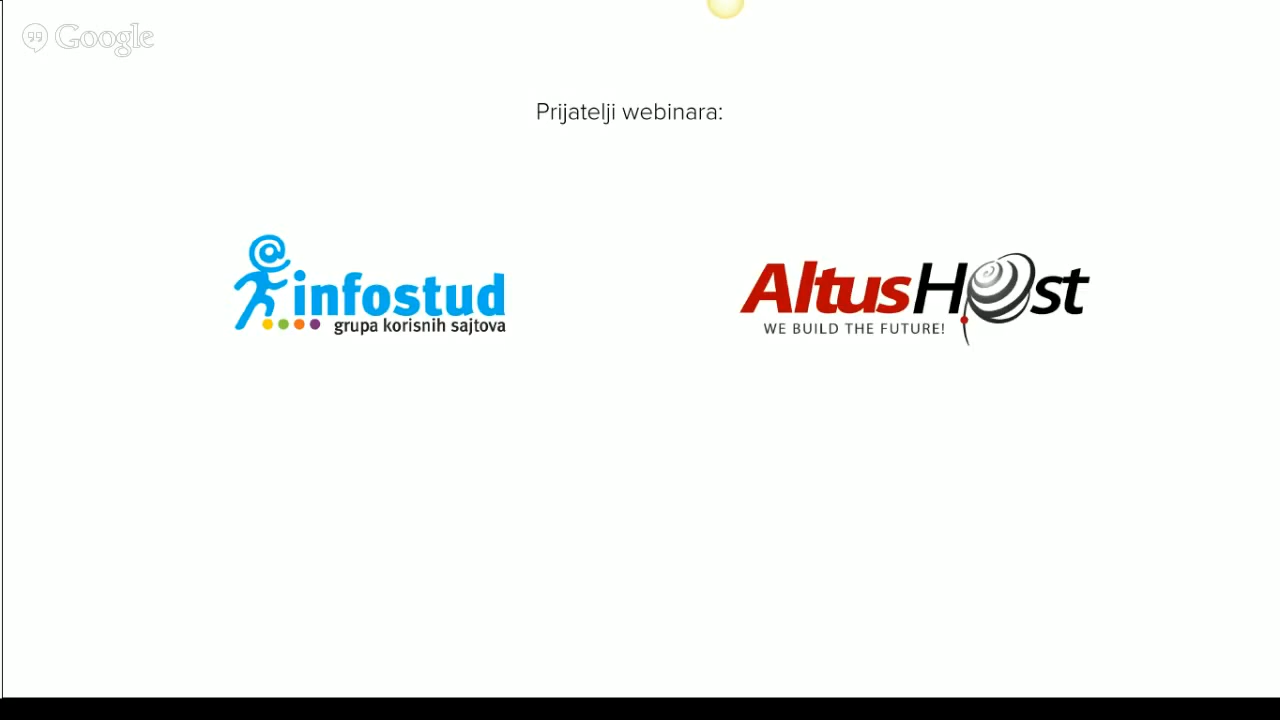 Google
Prijatelji webinara:
infostud
grupa korisnih sajtova
AltusHost
WE BUILD THE FUTURE!